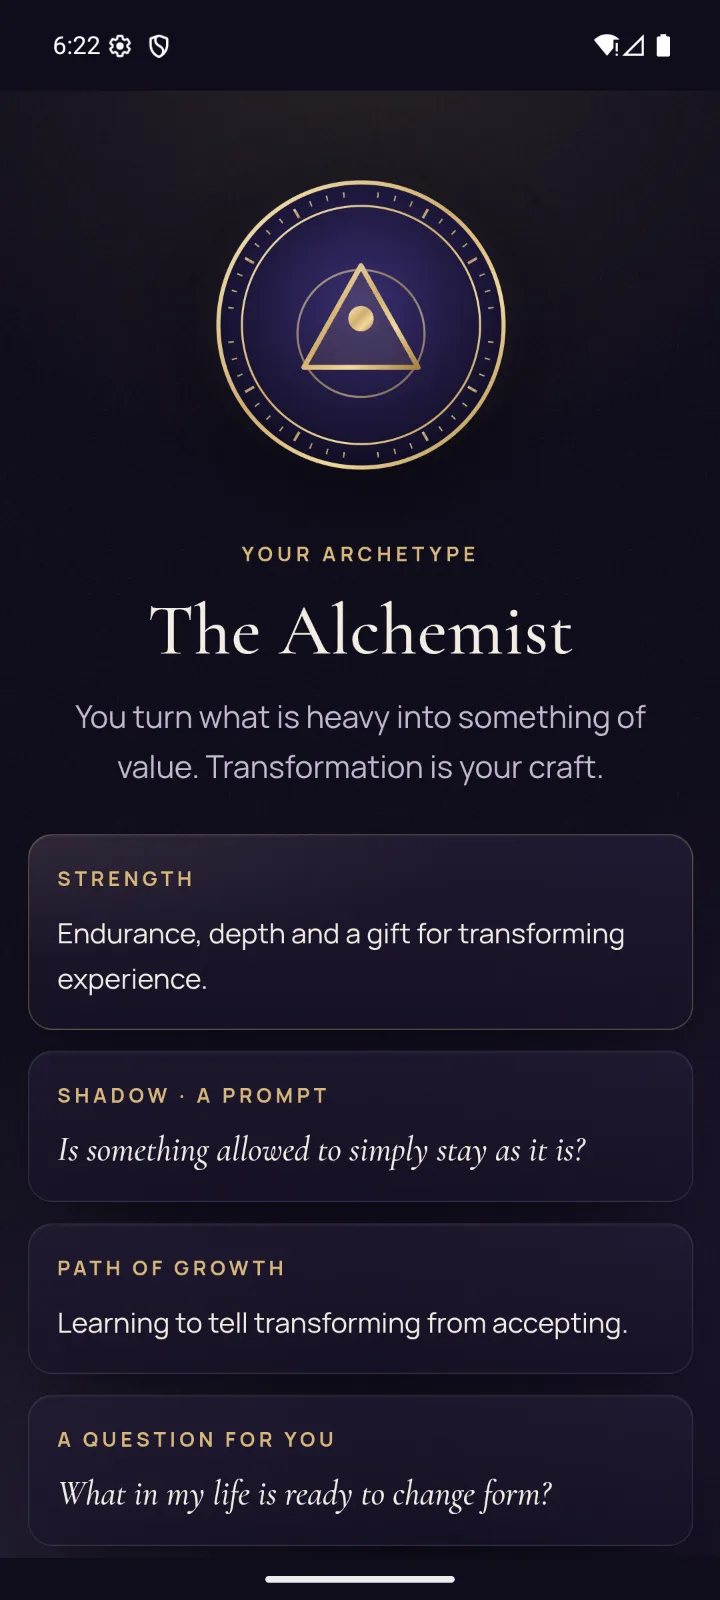 6:22
YOUR ARCHETYPE
The Alchemist
You turn what is heavy into something of
value. Transformation is your craft.
STRENGTH
Endurance, depth and a gift for transforming
experience.
SHADOW · A PROMPT
Is something allowed to simply stay as it is?
PATH OF GROWTH
Learning to tell transforming from accepting.
A QUESTION FOR YOU
What in my life is ready to change form?